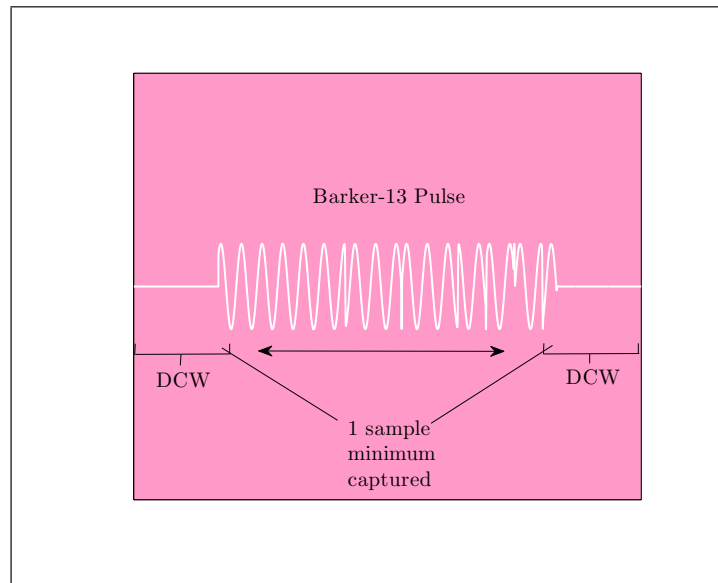 Barker-13 Pulse
DCW
DCW
1 sample
minimum
captured